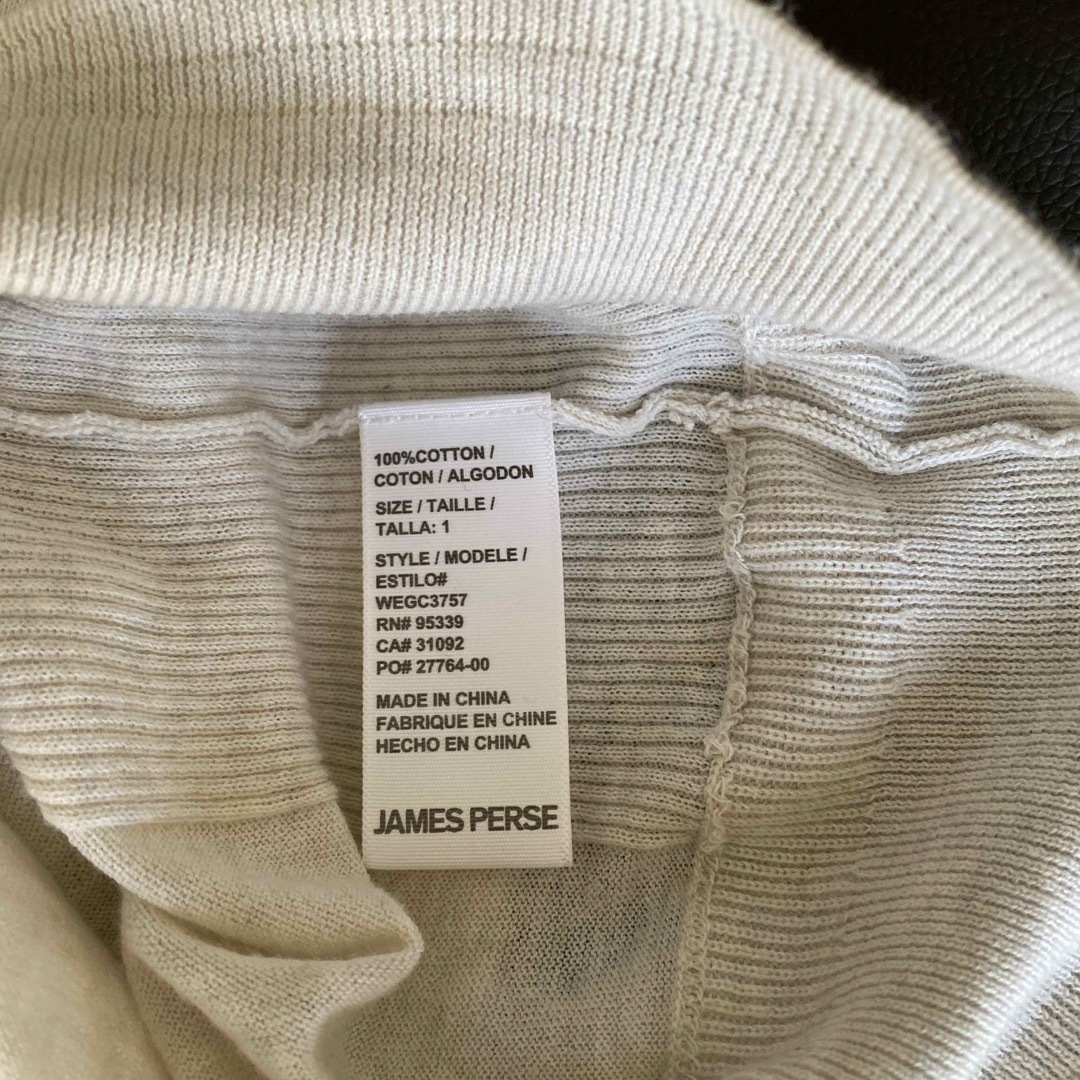 100%COTTON /
COTON / ALGODON
SIZE / TAILLE /
TALLA: 1
STYLE / MODELE /
ESTILO#
WEGC3757
RN# 95339
CA# 31092
PO# 27764-00
MADE IN CHINA
FABRIQUE EN CHINE
HECHO EN CHINA
JAMES PERSE